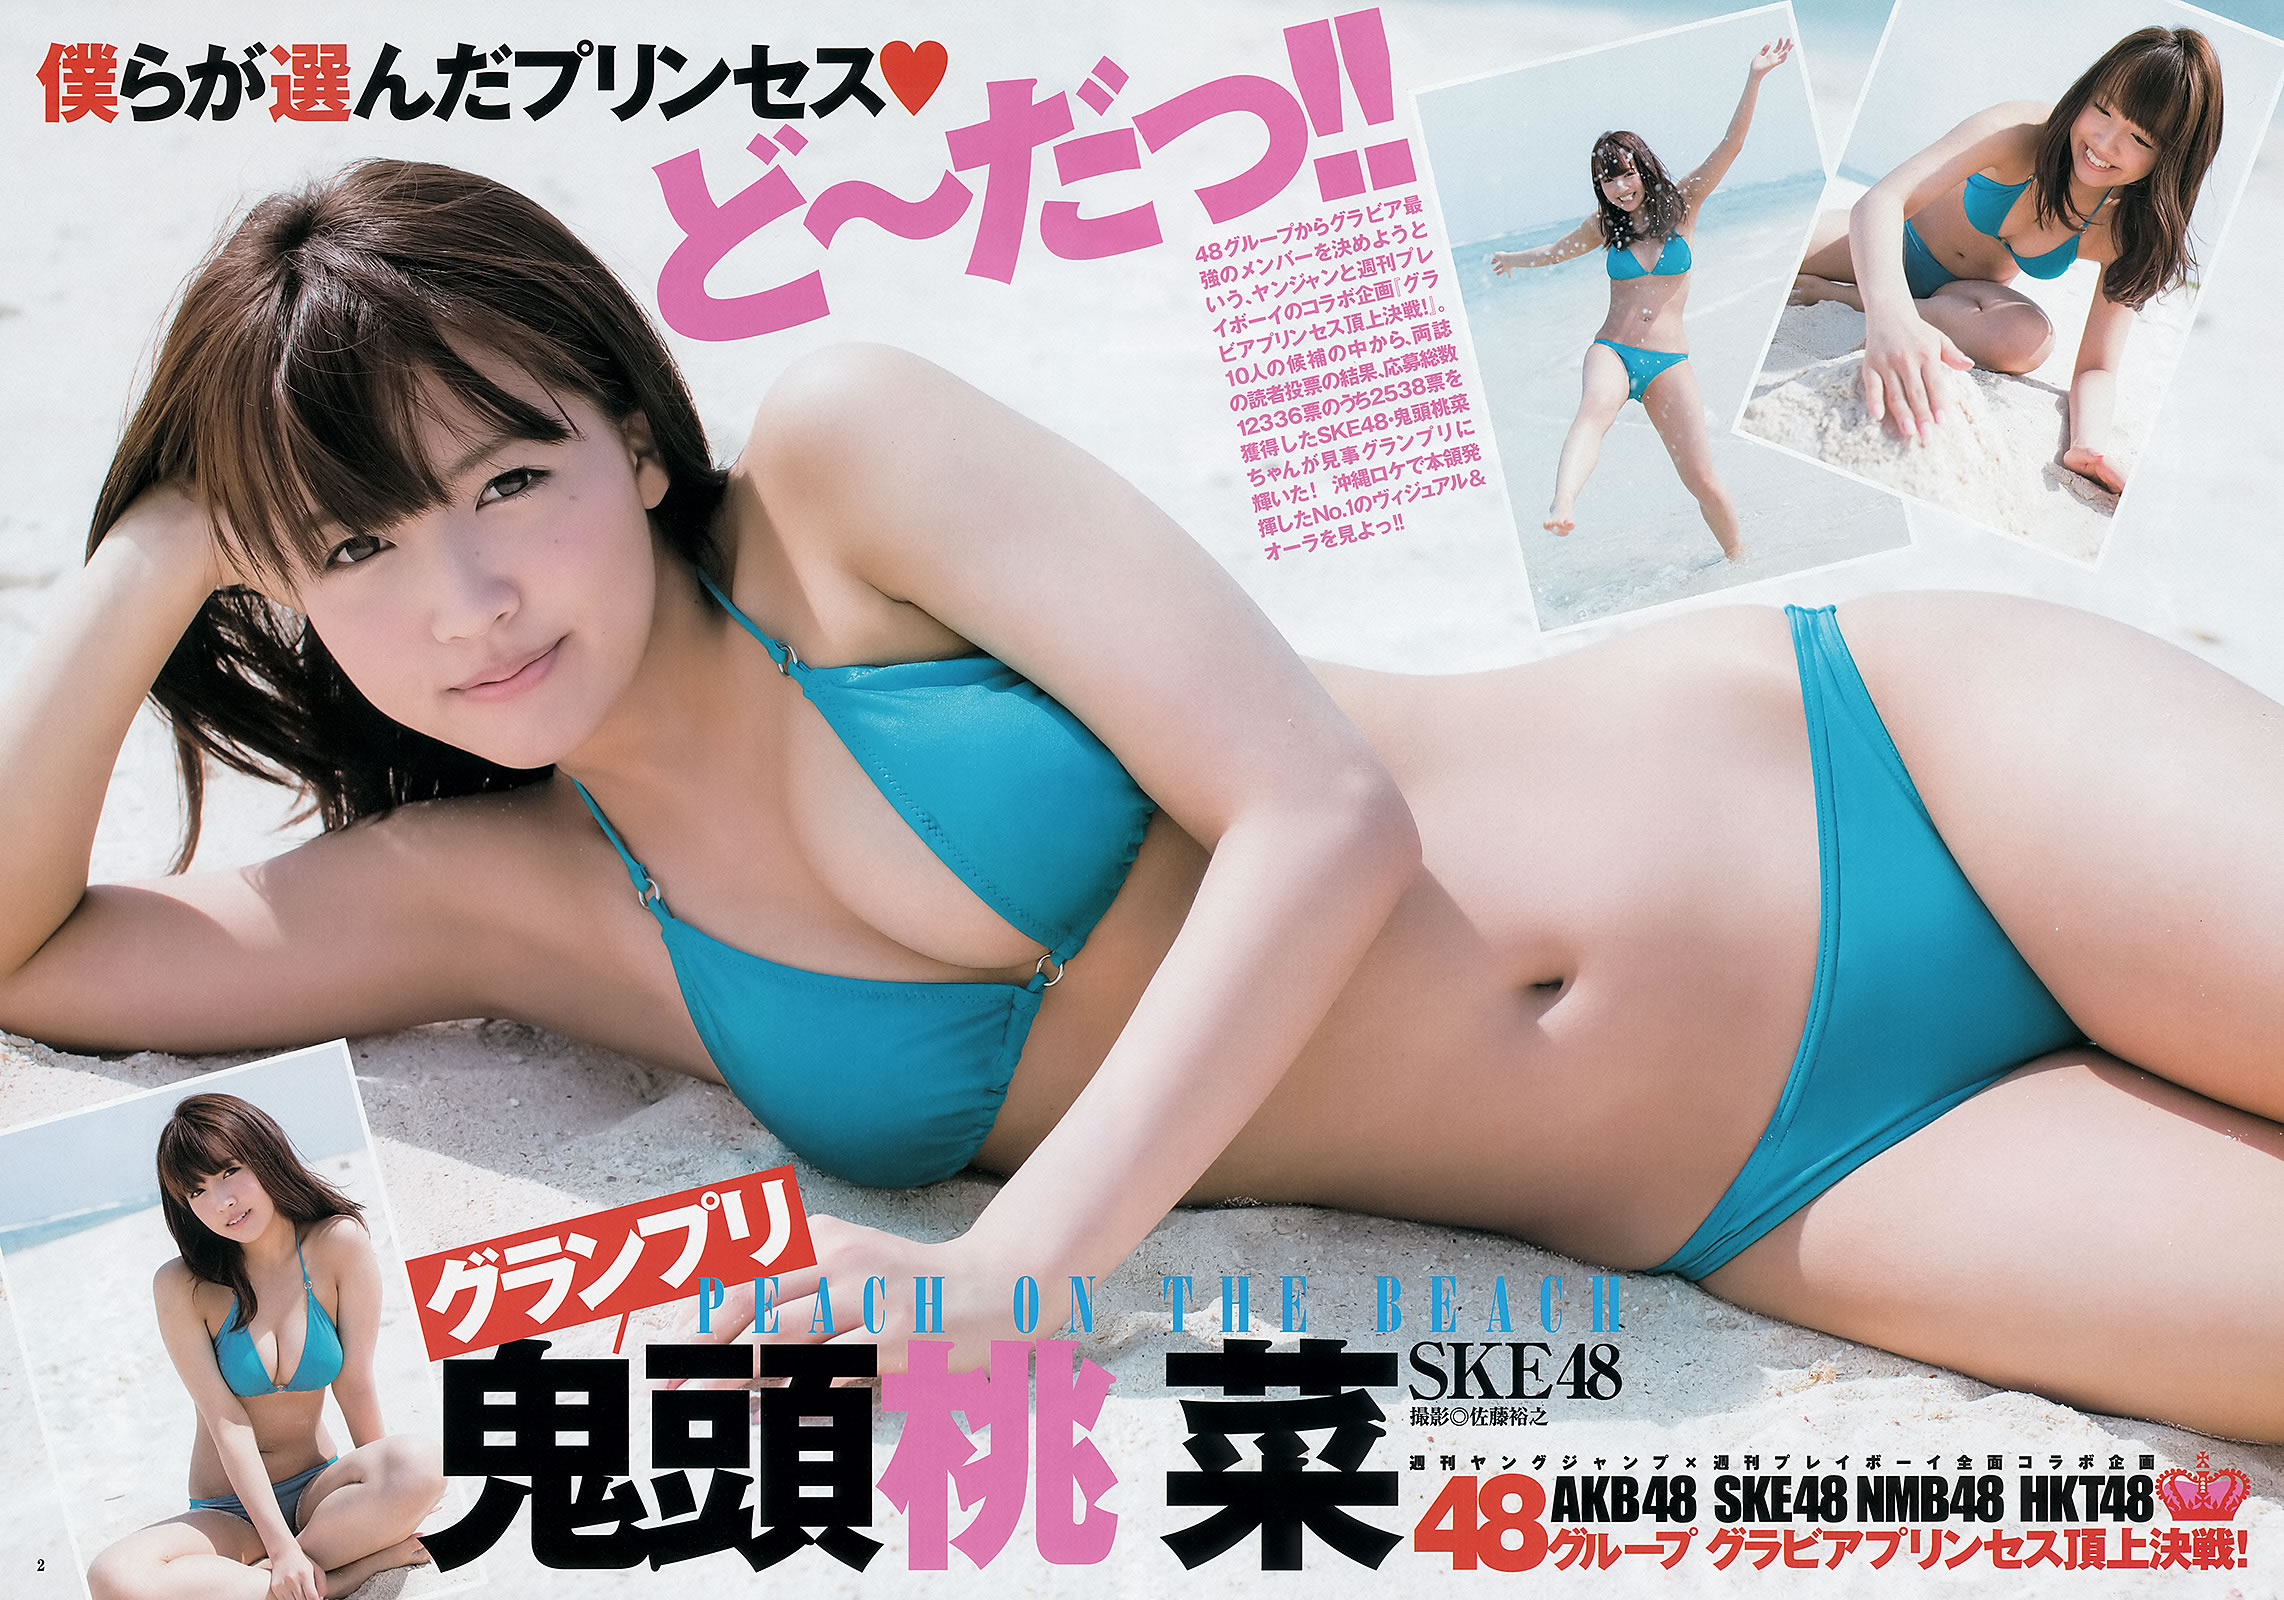 僕らが選んだプリンセス♥
ど〜だっ!!
48グループからグラビア最
強のメンバーを決めようと
いう、ヤンジャンと週刊プレ
イボーイのコラボ企画『グラ
ビアプリンセス頂上決戦!』。
10人の候補の中から、両誌
の読者投票の結果、応募総数
12336票のうち2538票を
獲得したSKE48・鬼頭桃菜
ちゃんが見事グランプリに
輝いた! 沖縄ロケで本領発
揮したNo.1のヴィジュアル&
オーラを見よっ!!
グランプリ
PEACH ON THE BEACH
鬼頭桃菜
SKE48
撮影◎佐藤裕之
週刊ヤングジャンプ×週刊プレイボーイ全面コラボ企画
48 AKB48 SKE48 NMB48 HKT48
グループ グラビアプリンセス頂上決戦!
2